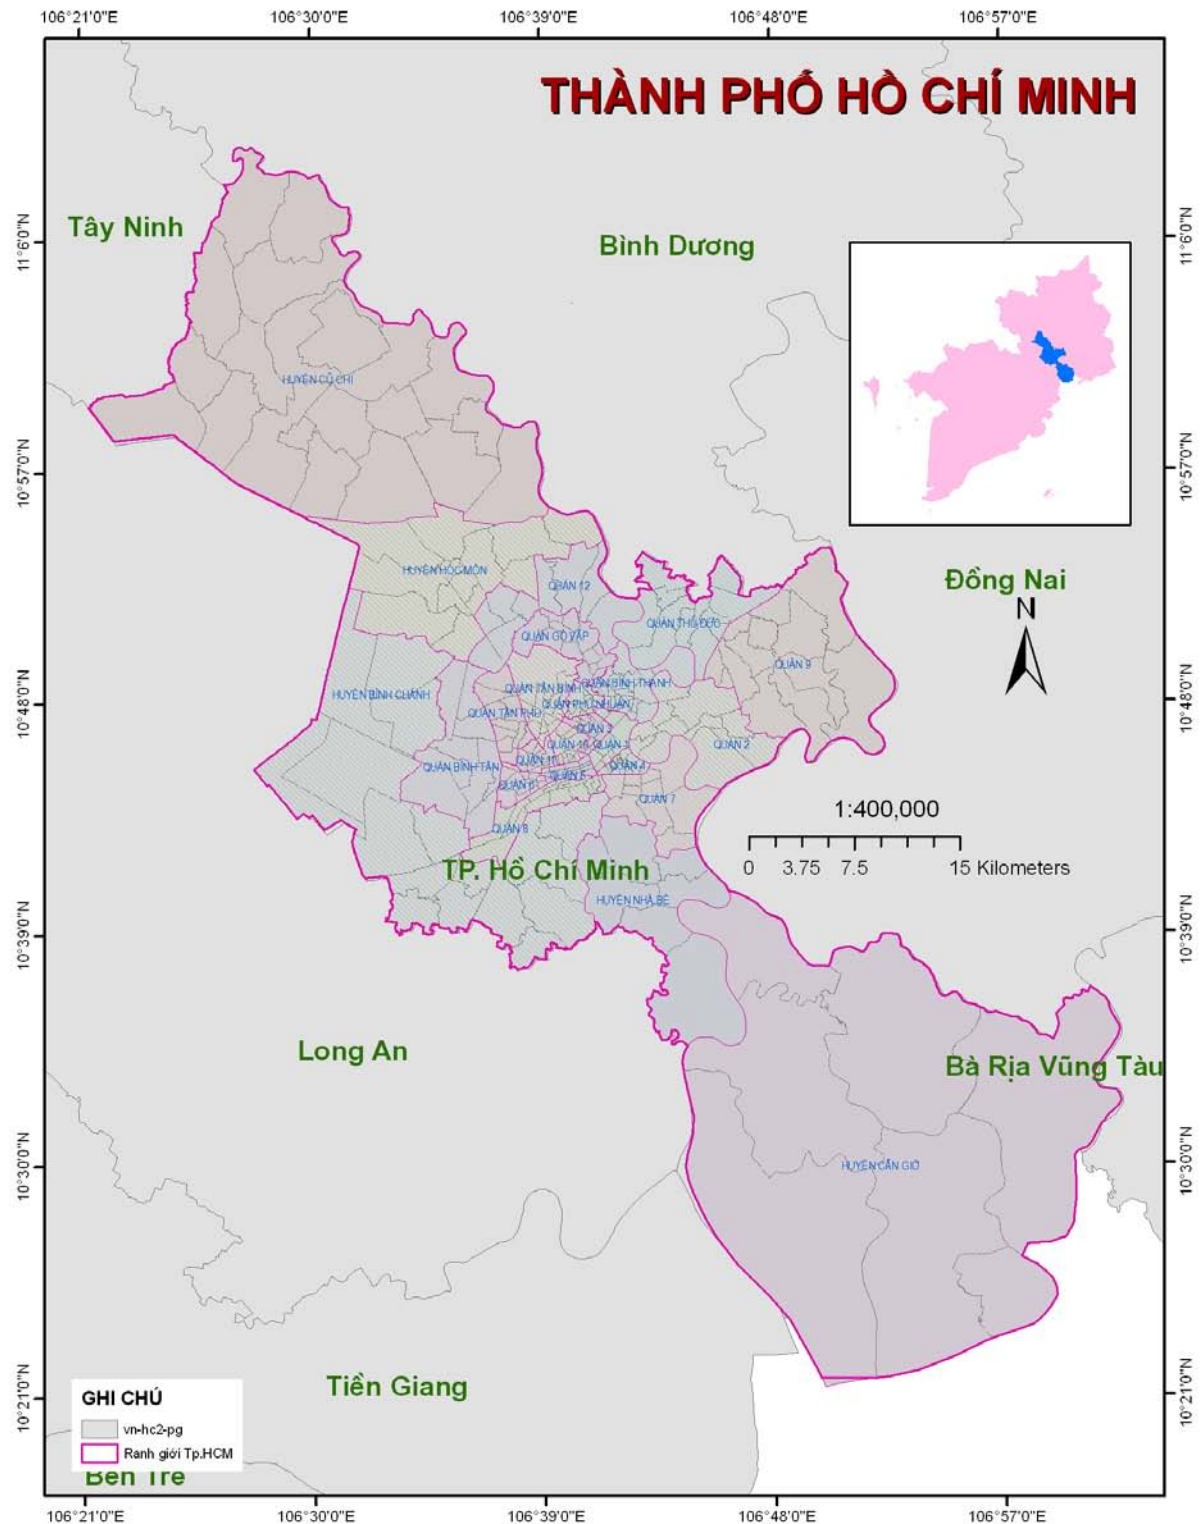 106°21'0"E 106°30'0"E 106°39'0"E 106°48'0"E 106°57'0"E
THÀNH PHỐ HỒ CHÍ MINH
11°6'0"N
11°6'0"N
Tây Ninh
Bình Dương
HUYỆN CỦ CHI
10°57'0"N
10°57'0"N
HUYỆN HÓC MÔN
QUẬN 12
Đồng Nai
N
QUẬN THỦ ĐỨC
QUẬN GÒ VẤP
QUẬN 9
QUẬN BÌNH THẠNH
QUẬN TÂN BÌNH
HUYỆN BÌNH CHÁNH
QUẬN PHÚ NHUẬN
QUẬN TÂN PHÚ
10°48'0"N
10°48'0"N
QUẬN 3
QUẬN 10
QUẬN 1
QUẬN 2
QUẬN 11
QUẬN 4
QUẬN BÌNH TÂN
QUẬN 5
QUẬN 6
QUẬN 7
1:400,000
QUẬN 8
0 3.75 7.5 15 Kilometers
TP. Hồ Chí Minh
HUYỆN NHÀ BÈ
10°39'0"N
10°39'0"N
Long An
Bà Rịa Vũng Tàu
10°30'0"N
10°30'0"N
HUYỆN CẦN GIỜ
Tiền Giang
10°21'0"N
10°21'0"N
GHI CHÚ
vn-hc2-pg
Ranh giới Tp.HCM
Bến Tre
106°21'0"E 106°30'0"E 106°39'0"E 106°48'0"E 106°57'0"E